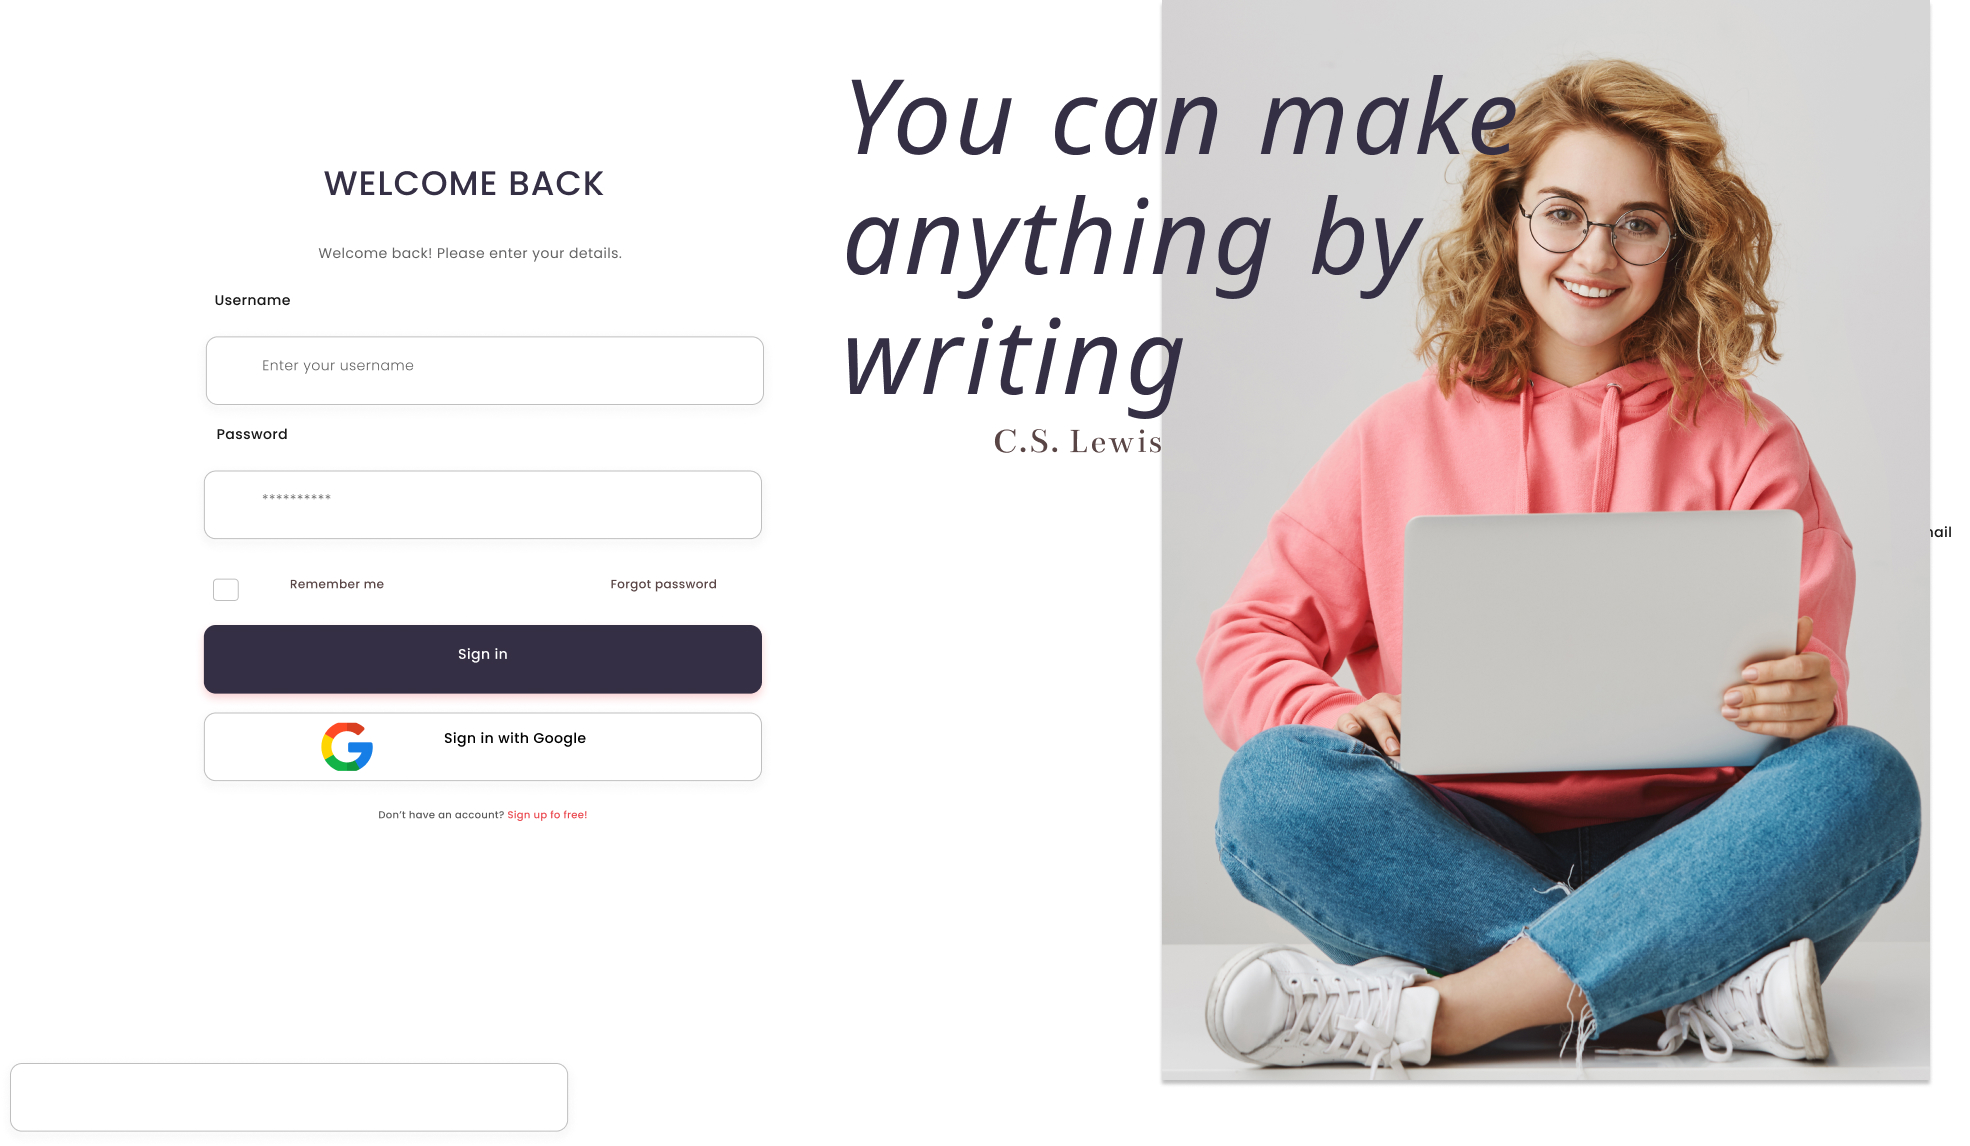 WELCOME BACK
Welcome back! Please enter your details.
Username
Enter your username
Password
**********
Remember me
Forgot password
Sign in
Sign in with Google
Don't have an account? Sign up fo free!
You can make
anything by
writing
C.S. Lewis